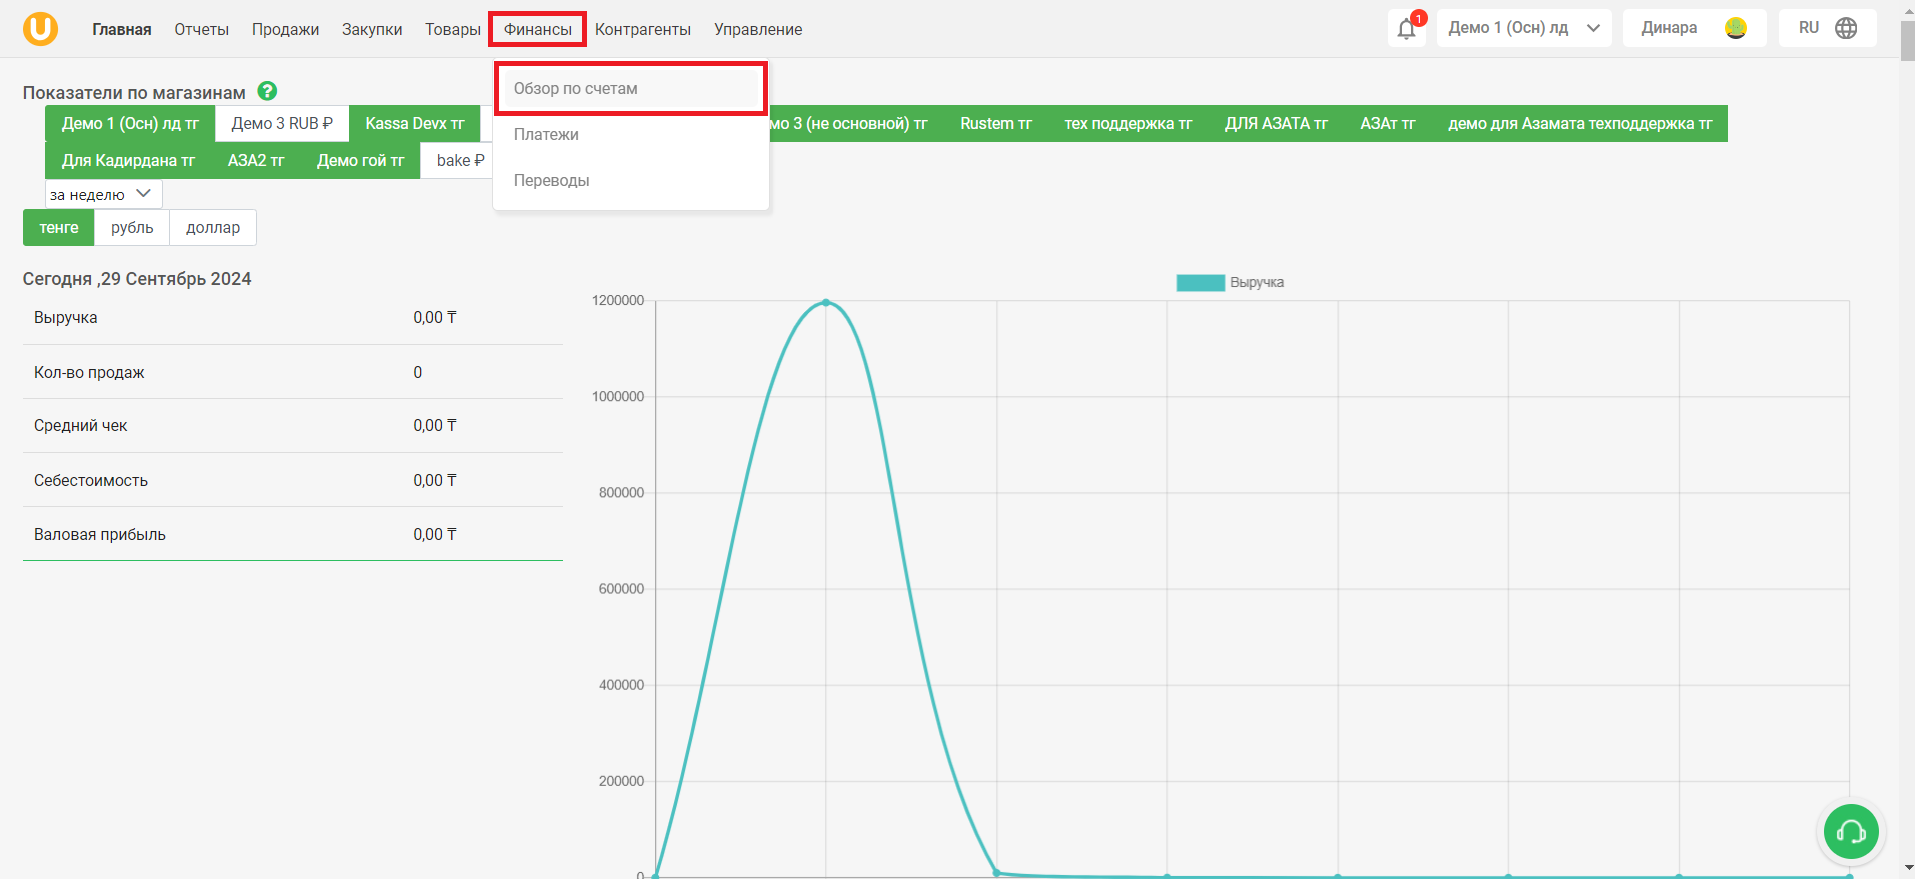 U Главная Отчеты Продажи Закупки Товары Финансы Контрагенты Управление 1 Демо 1 (Осн) лд Динара RU
Обзор по счетам
Платежи
Переводы
Показатели по магазинам ?
Демо 1 (Осн) лд тг Демо 3 RUB ₽ Kassa Devx тг мо 3 (не основной) тг Rustem тг тех поддержка тг ДЛЯ АЗАТА тг АЗАт тг демо для Азамата техподдержка тг
Для Кадирдана тг АЗА2 тг Демо гой тг bake ₽
за неделю
тенге рубль доллар
Сегодня ,29 Сентябрь 2024
Выручка 0,00 ₸
Кол-во продаж 0
Средний чек 0,00 ₸
Себестоимость 0,00 ₸
Валовая прибыль 0,00 ₸
Выручка
1200000
1000000
800000
600000
400000
200000
0